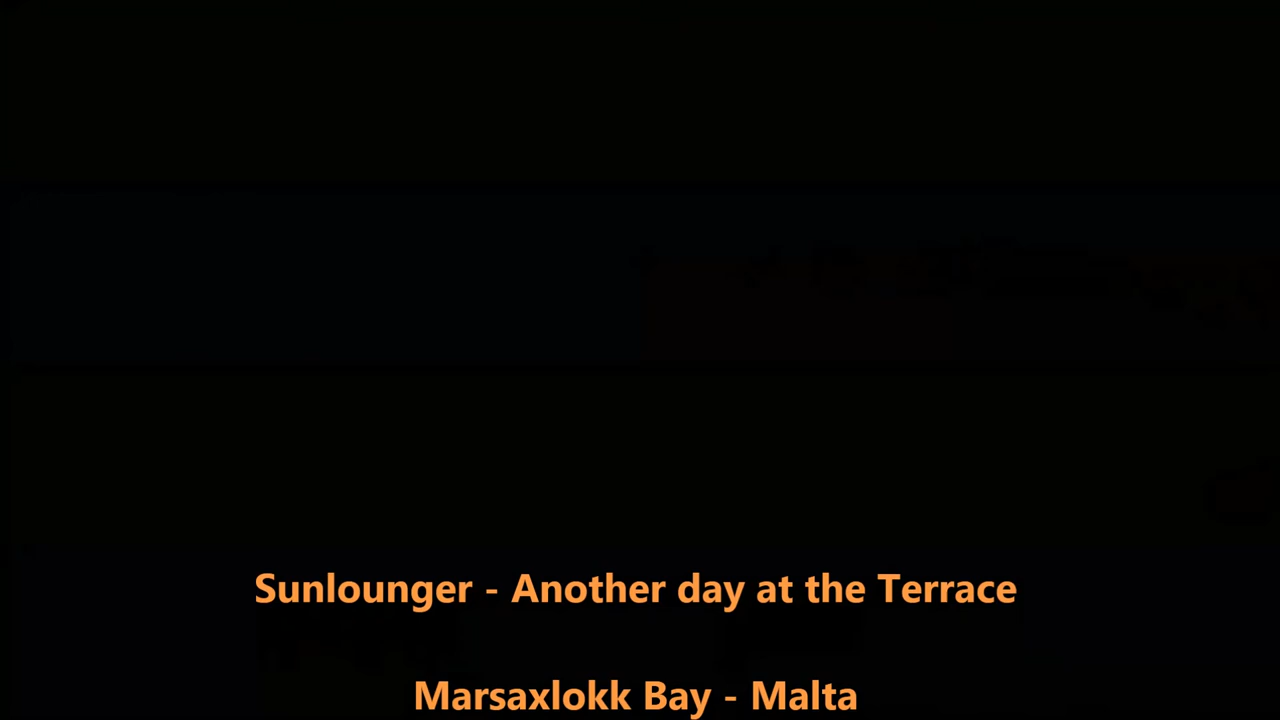 Sunlounger - Another day at the Terrace
Marsaxlokk Bay - Malta